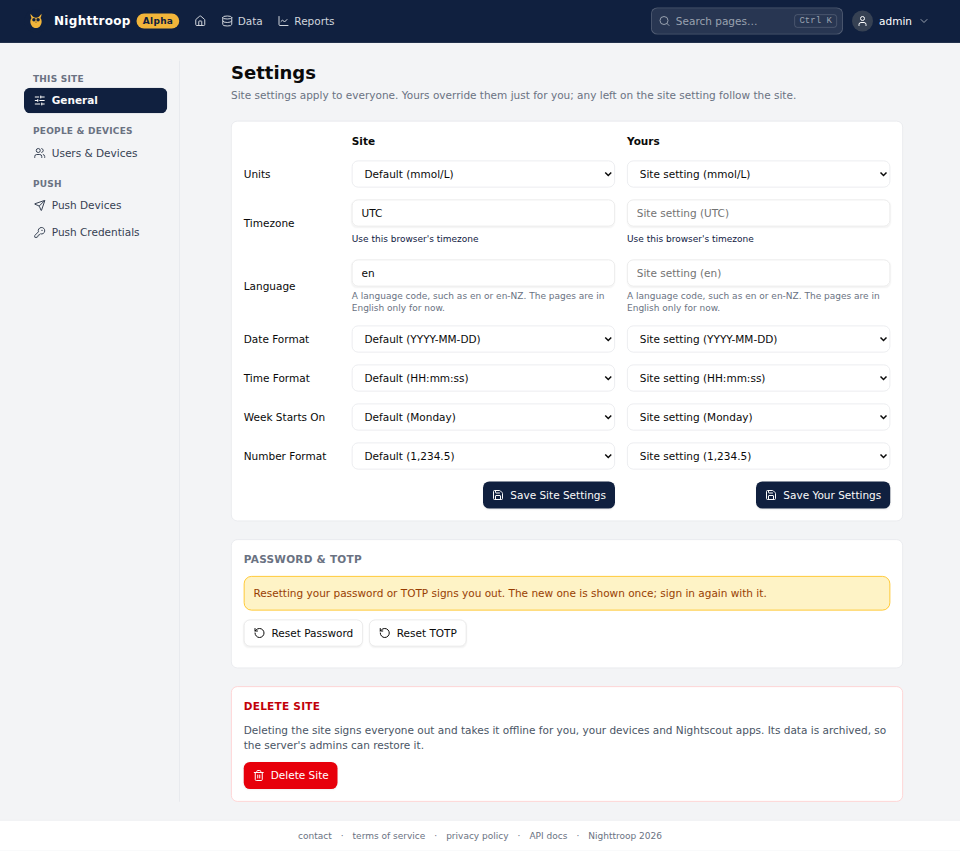 Nighttroop Alpha Data Reports Search pages... Ctrl K admin
THIS SITE
General
PEOPLE & DEVICES
Users & Devices
PUSH
Push Devices
Push Credentials
Settings
Site settings apply to everyone. Yours override them just for you; any left on the site setting follow the site.
Site Yours
Units Default (mmol/L) Site setting (mmol/L)
Timezone UTC Site setting (UTC)
Use this browser's timezone Use this browser's timezone
Language en Site setting (en)
A language code, such as en or en-NZ. The pages are in A language code, such as en or en-NZ. The pages are in
English only for now. English only for now.
Date Format Default (YYYY-MM-DD) Site setting (YYYY-MM-DD)
Time Format Default (HH:mm:ss) Site setting (HH:mm:ss)
Week Starts On Default (Monday) Site setting (Monday)
Number Format Default (1,234.5) Site setting (1,234.5)
Save Site Settings Save Your Settings
PASSWORD & TOTP
Resetting your password or TOTP signs you out. The new one is shown once; sign in again with it.
Reset Password Reset TOTP
DELETE SITE
Deleting the site signs everyone out and takes it offline for you, your devices and Nightscout apps. Its data is archived, so
the server's admins can restore it.
Delete Site
contact · terms of service · privacy policy · API docs · Nighttroop 2026